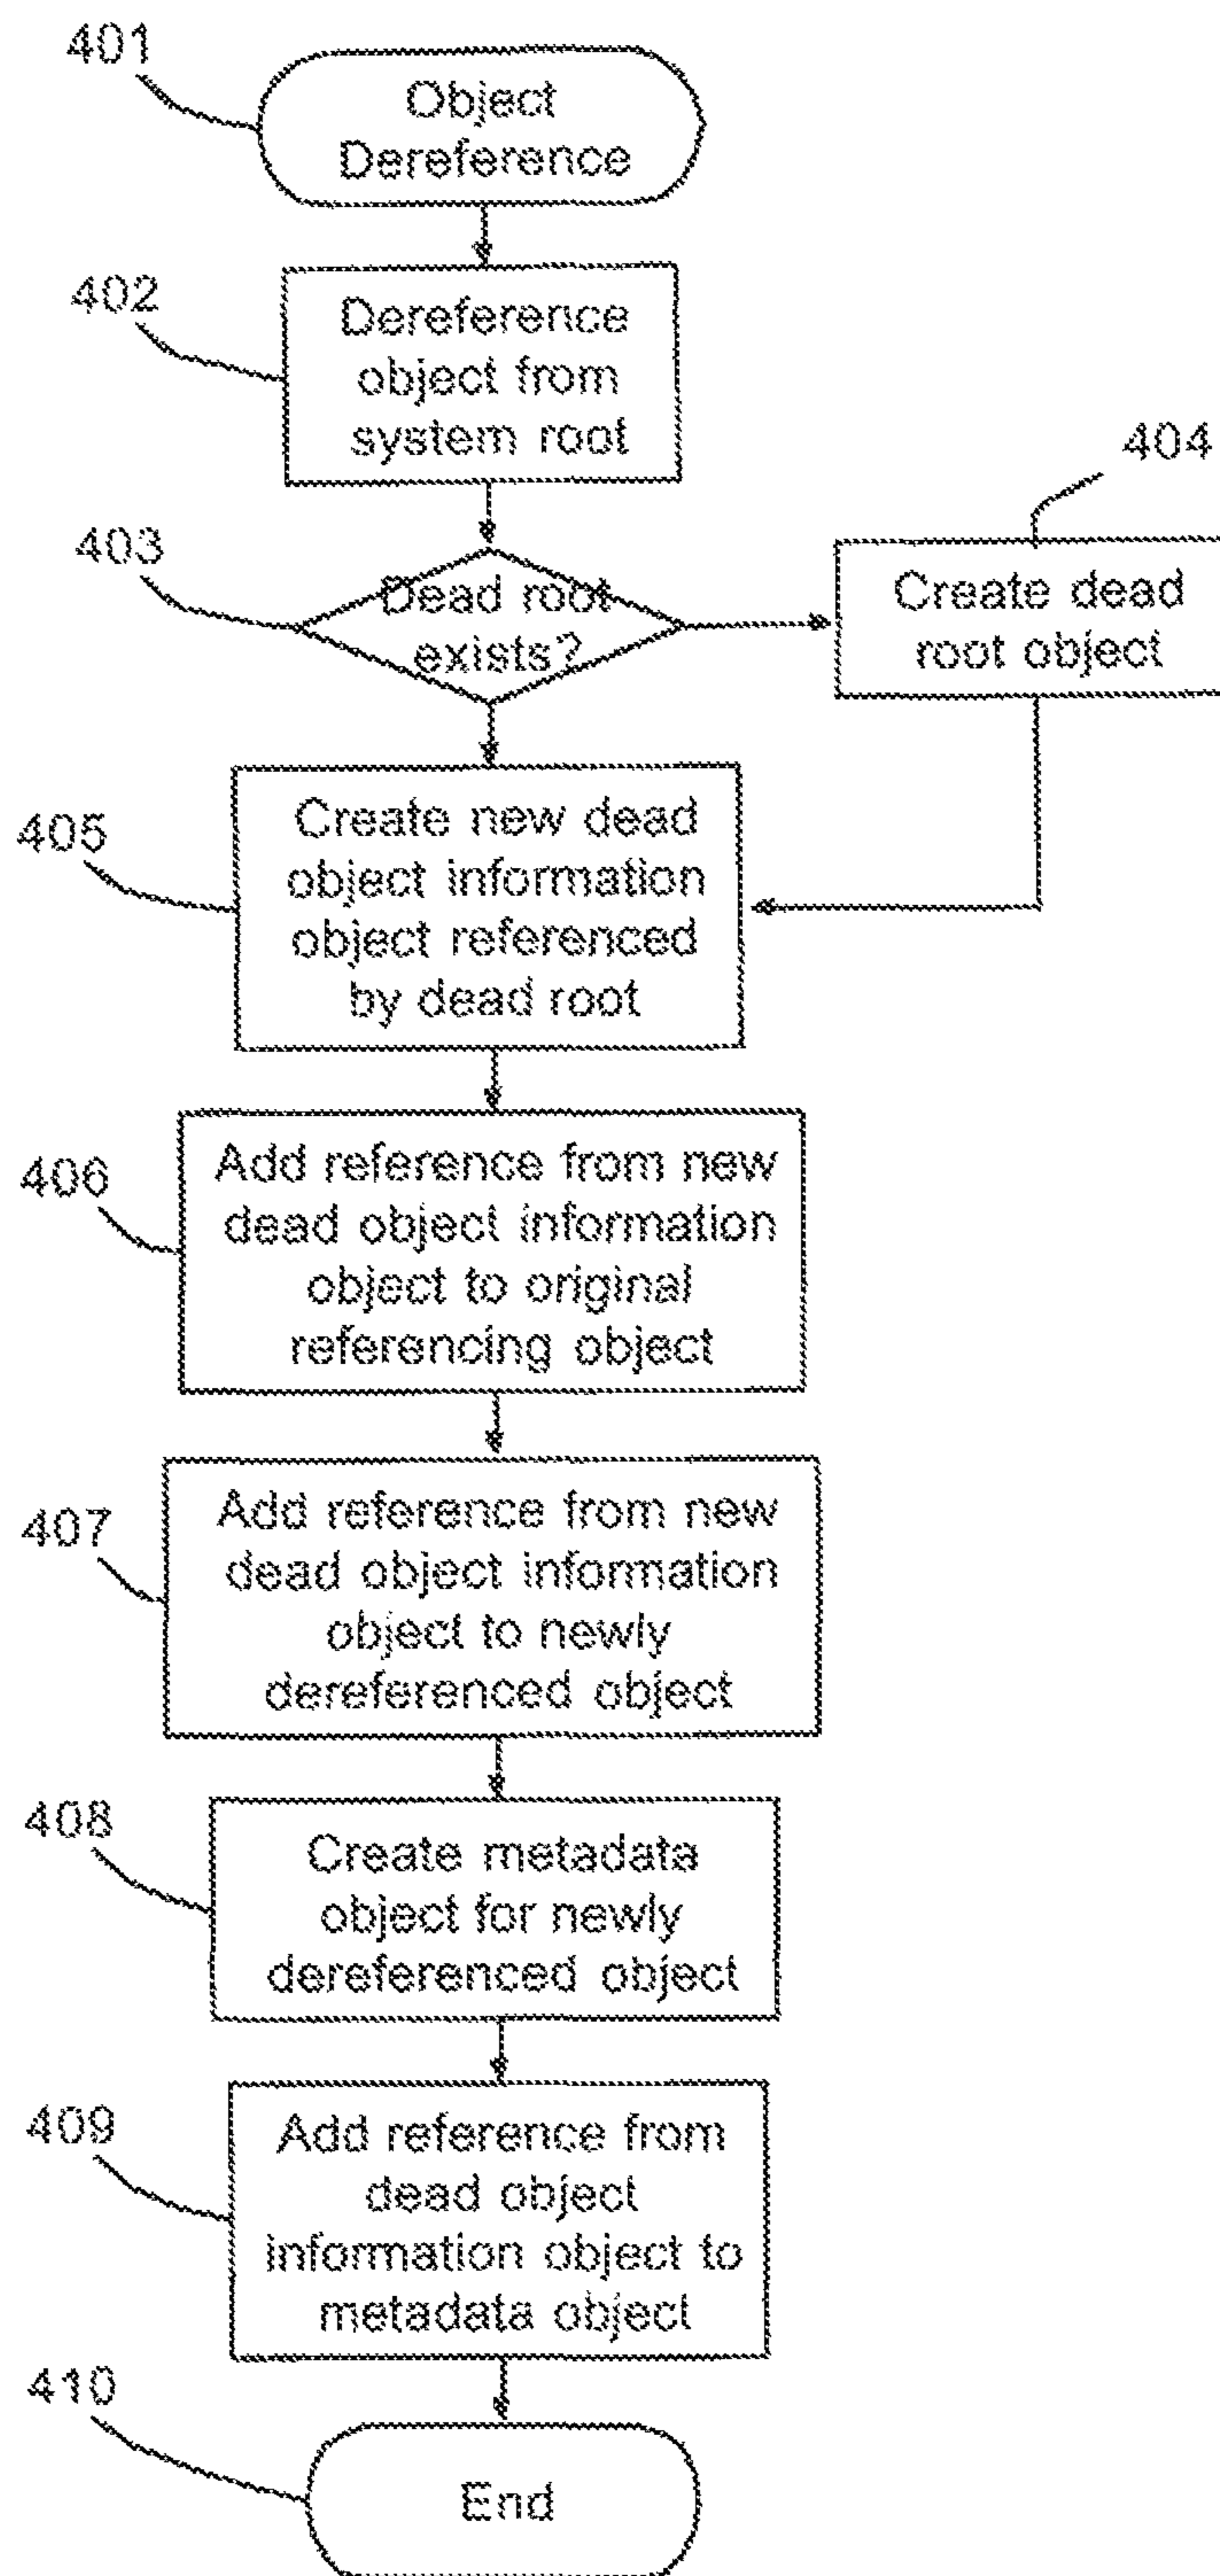 401
Object
Dereference
402
Dereference
object from
system root
403
Dead root
exists?
404
Create dead
root object
405
Create new dead
object information
object referenced
by dead root
406
Add reference from new
dead object information
object to original
referencing object
407
Add reference from new
dead object information
object to newly
dereferenced object
408
Create metadata
object for newly
dereferenced object
409
Add reference from
dead object
information object to
metadata object
410
End